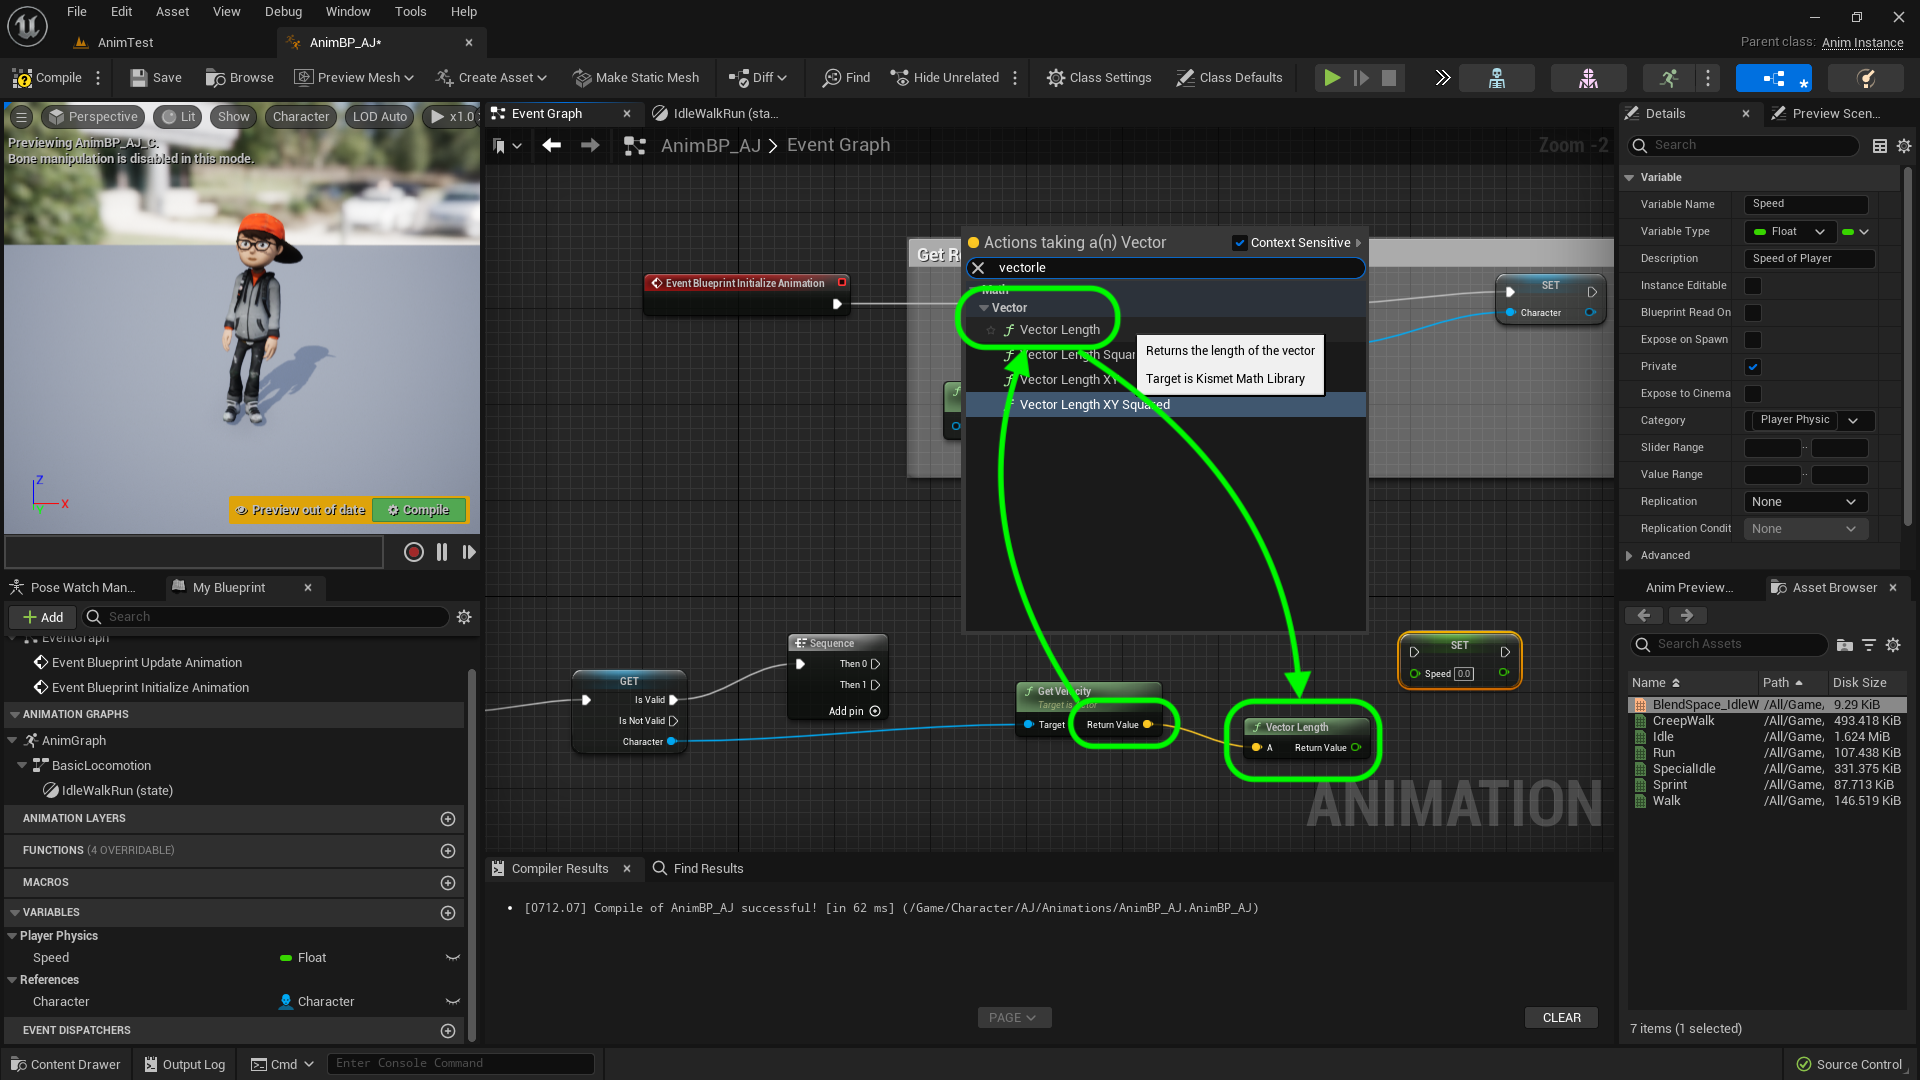 File Edit Asset View Debug Window Tools Help
AnimTest
AnimBP_AJ*
Parent class: Anim Instance
Compile Save Browse Preview Mesh Create Asset Make Static Mesh Diff Find Hide Unrelated Class Settings Class Defaults
Perspective Lit Show Character LOD Auto x1.0
Previewing AnimBP_AJ_C.
Bone manipulation is disabled in this mode.
Z
X
Y
Preview out of date Compile
Pose Watch Man...
My Blueprint
Add
Search
EventGraph
Event Blueprint Update Animation
Event Blueprint Initialize Animation
ANIMATION GRAPHS
AnimGraph
BasicLocomotion
IdleWalkRun (state)
ANIMATION LAYERS
FUNCTIONS (4 OVERRIDABLE)
MACROS
VARIABLES
Player Physics
Speed Float
References
Character Character
EVENT DISPATCHERS
Event Graph
IdleWalkRun (sta...
AnimBP_AJ > Event Graph
Zoom -2
Event Blueprint Initialize Animation
Get R
Actions taking a(n) Vector
Context Sensitive
vectorle
Math
Vector
Vector Length
Vector Length Squar
Vector Length XY
Vector Length XY Squared
Returns the length of the vector
Target is Kismet Math Library
SET
Character
GET
Is Valid
Is Not Valid
Character
Sequence
Then 0
Then 1
Add pin
Get Velocity
Target is Actor
Target Return Value
Vector Length
A Return Value
SET
Speed 0.0
ANIMATION
Compiler Results
Find Results
• [0712.07] Compile of AnimBP_AJ successful! [in 62 ms] (/Game/Character/AJ/Animations/AnimBP_AJ.AnimBP_AJ)
PAGE
CLEAR
Details
Preview Scen...
Search
Variable
Variable Name Speed
Variable Type Float
Description Speed of Player
Instance Editable
Blueprint Read On
Expose on Spawn
Private
Expose to Cinema
Category Player Physic
Slider Range ..
Value Range ..
Replication None
Replication Condit None
Advanced
Anim Preview...
Asset Browser
Search Assets
Name Path Disk Size
BlendSpace_IdleW /All/Game, 9.29 KiB
CreepWalk /All/Game, 493.418 KiB
Idle /All/Game, 1.624 MiB
Run /All/Game, 107.438 KiB
SpecialIdle /All/Game, 331.375 KiB
Sprint /All/Game, 87.713 KiB
Walk /All/Game, 146.519 KiB
7 items (1 selected)
Content Drawer Output Log Cmd Enter Console Command
Source Control